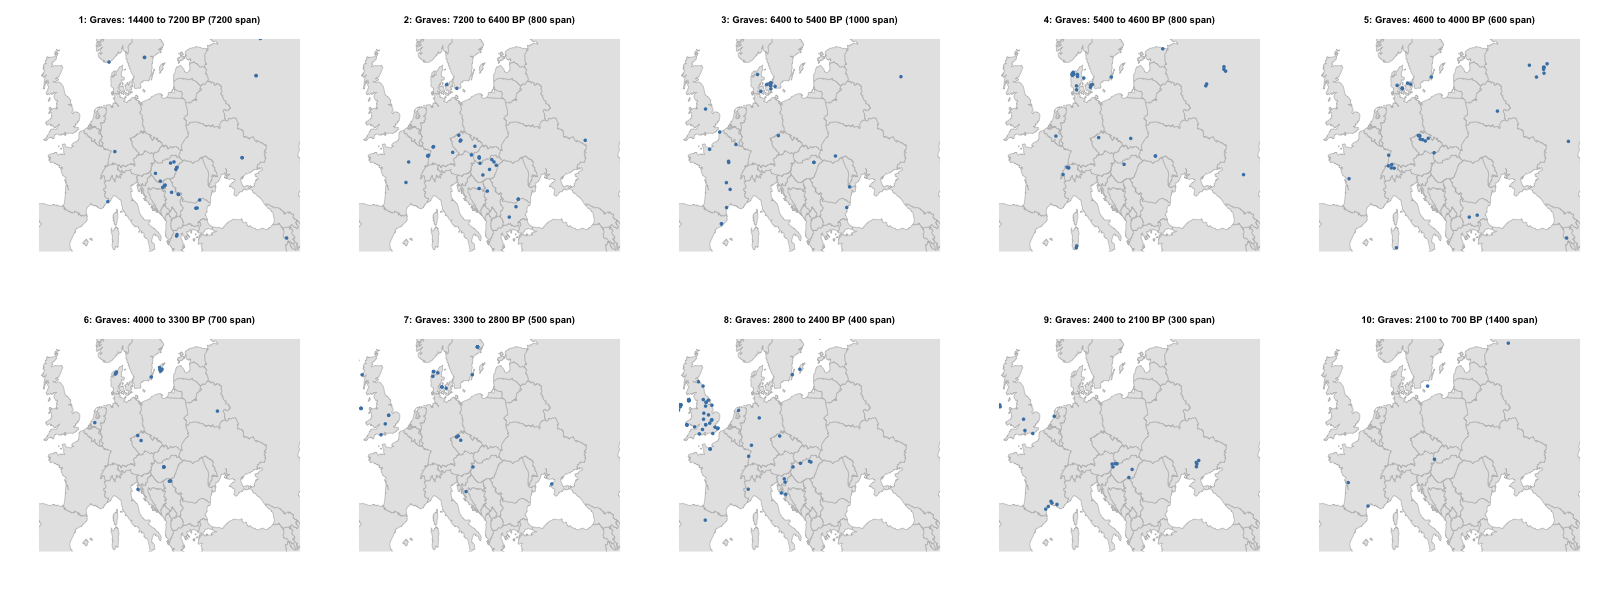 1: Graves: 14400 to 7200 BP (7200 span)
2: Graves: 7200 to 6400 BP (800 span)
3: Graves: 6400 to 5400 BP (1000 span)
4: Graves: 5400 to 4600 BP (800 span)
5: Graves: 4600 to 4000 BP (600 span)
6: Graves: 4000 to 3300 BP (700 span)
7: Graves: 3300 to 2800 BP (500 span)
8: Graves: 2800 to 2400 BP (400 span)
9: Graves: 2400 to 2100 BP (300 span)
10: Graves: 2100 to 700 BP (1400 span)